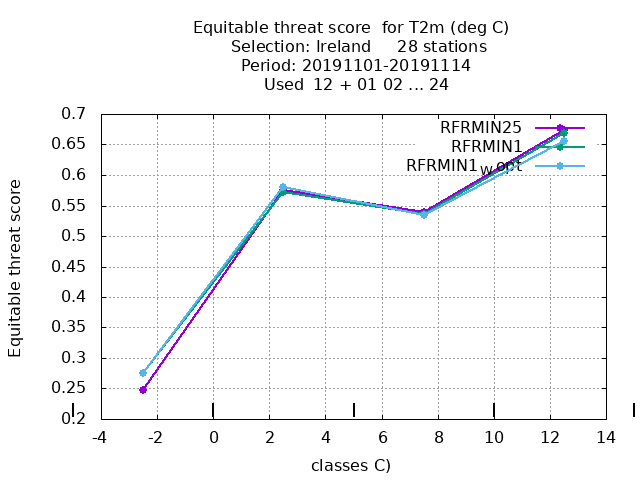 Equitable threat score  for T2m (deg C)
Selection: Ireland     28 stations
Period: 20191101-20191114
Used  12 + 01 02 ... 24
RFRMIN25
RFRMIN1
RFRMIN1w.opt
Equitable threat score
0.7
0.65
0.6
0.55
0.5
0.45
0.4
0.35
0.3
0.25
0.2
-4 -2 0 2 4 6 8 10 12 14
classes C)